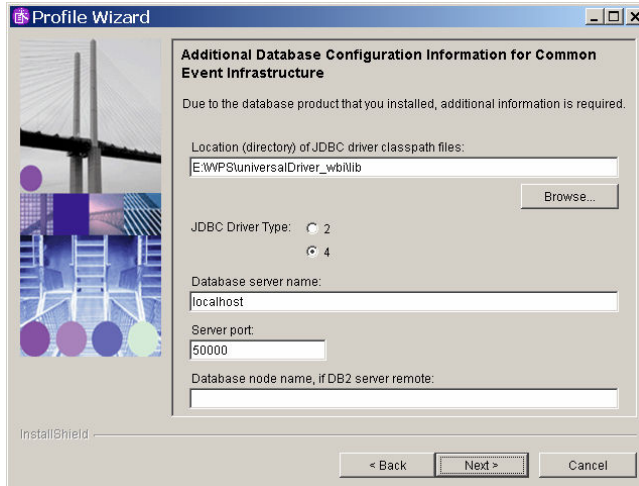 Profile Wizard
Additional Database Configuration Information for Common
Event Infrastructure
Due to the database product that you installed, additional information is required.
Location (directory) of JDBC driver classpath files:
E:\WPS\universalDriver_wbi\lib
Browse...
JDBC Driver Type: 2
4
Database server name:
localhost
Server port:
50000
Database node name, if DB2 server remote:
InstallShield
< Back Next > Cancel